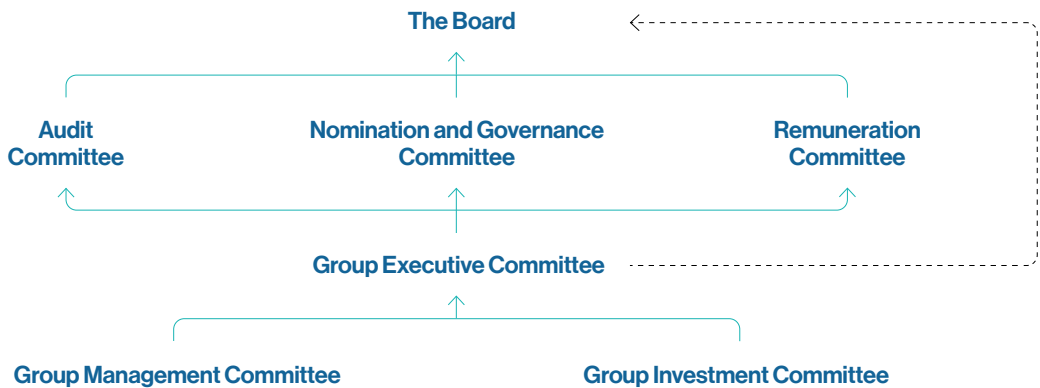 The Board
Audit
Committee
Nomination and Governance
Committee
Remuneration
Committee
Group Executive Committee
Group Management Committee
Group Investment Committee